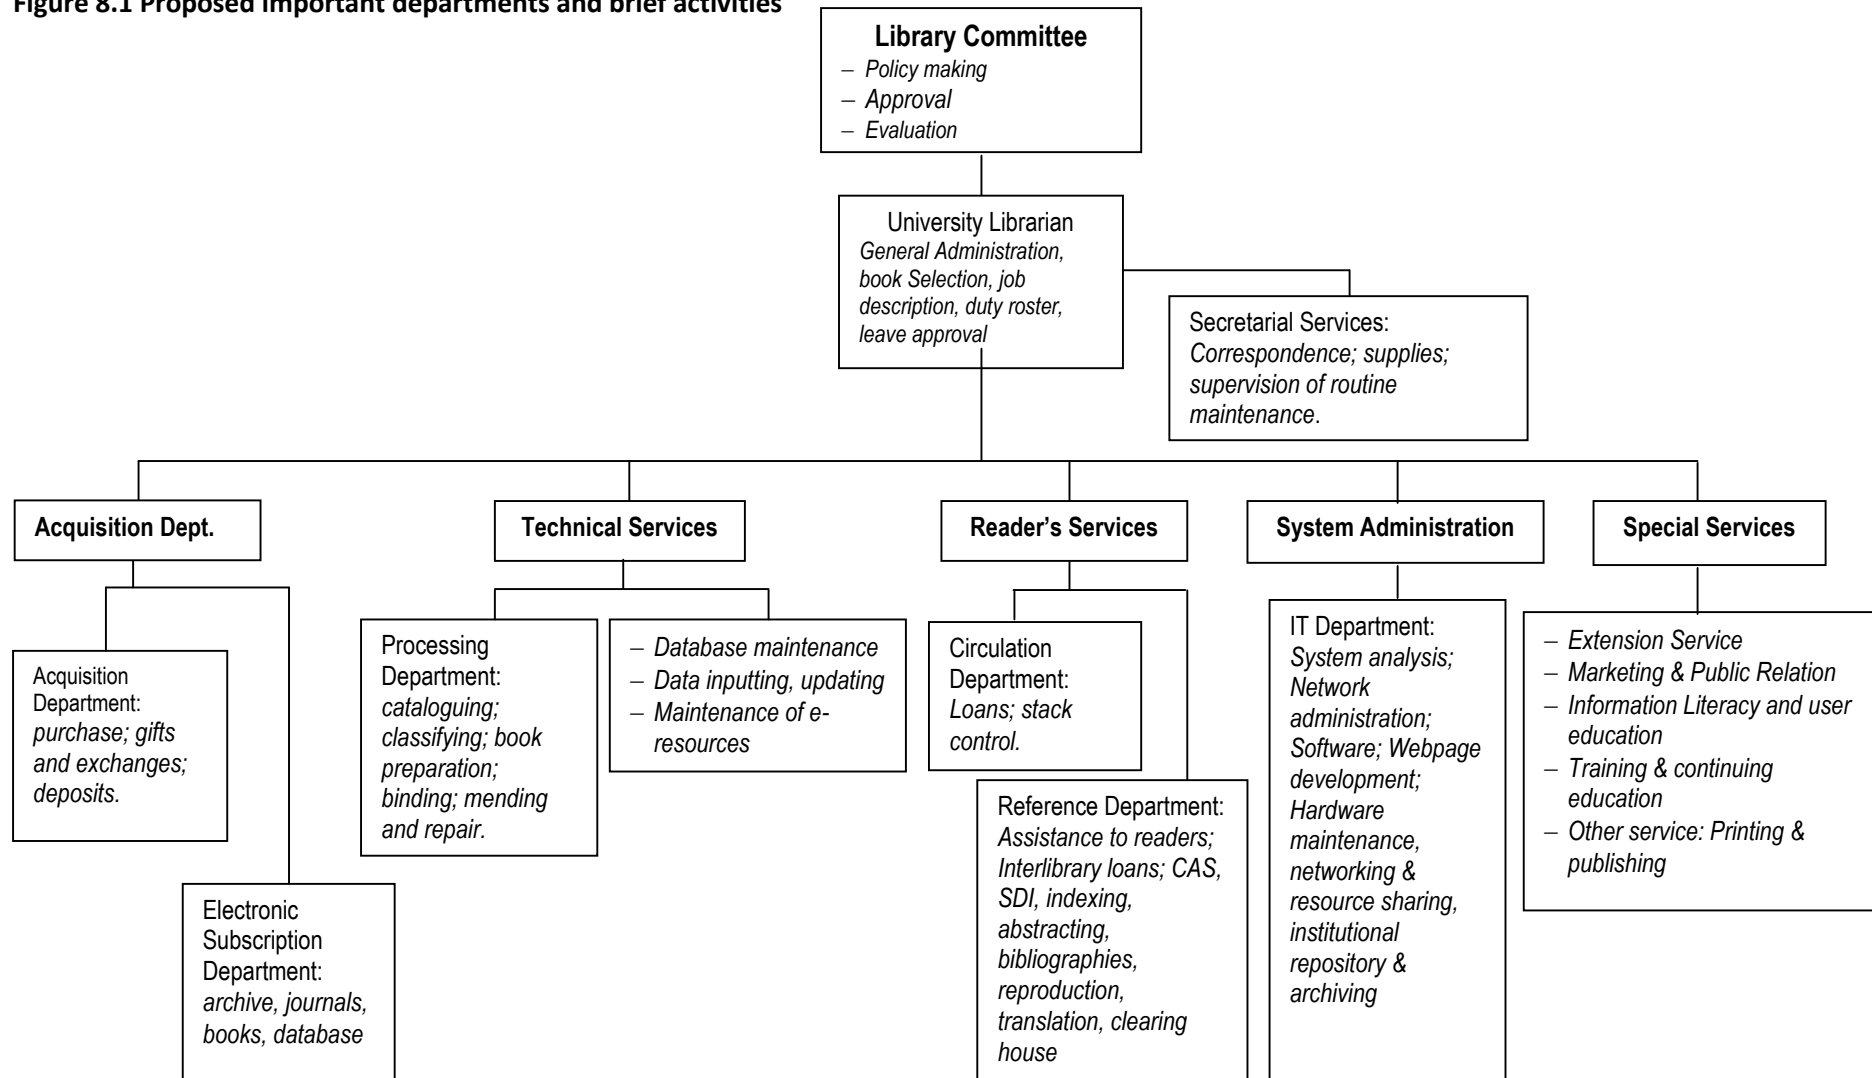 Figure 8.1 Proposed important departments and brief activities
Library Committee
– Policy making
– Approval
– Evaluation
University Librarian
General Administration,
book Selection, job
description, duty roster,
leave approval
Secretarial Services:
Correspondence; supplies;
supervision of routine
maintenance.
Acquisition Dept.
Technical Services
Reader’s Services
System Administration
Special Services
Acquisition
Department:
purchase; gifts
and exchanges;
deposits.
Electronic
Subscription
Department:
archive, journals,
books, database
Processing
Department:
cataloguing;
classifying; book
preparation;
binding; mending
and repair.
– Database maintenance
– Data inputting, updating
– Maintenance of e-
resources
Circulation
Department:
Loans; stack
control.
Reference Department:
Assistance to readers;
Interlibrary loans; CAS,
SDI, indexing,
abstracting,
bibliographies,
reproduction,
translation, clearing
house
IT Department:
System analysis;
Network
administration;
Software; Webpage
development;
Hardware
maintenance,
networking &
resource sharing,
institutional
repository &
archiving
– Extension Service
– Marketing & Public Relation
– Information Literacy and user
education
– Training & continuing
education
– Other service: Printing &
publishing